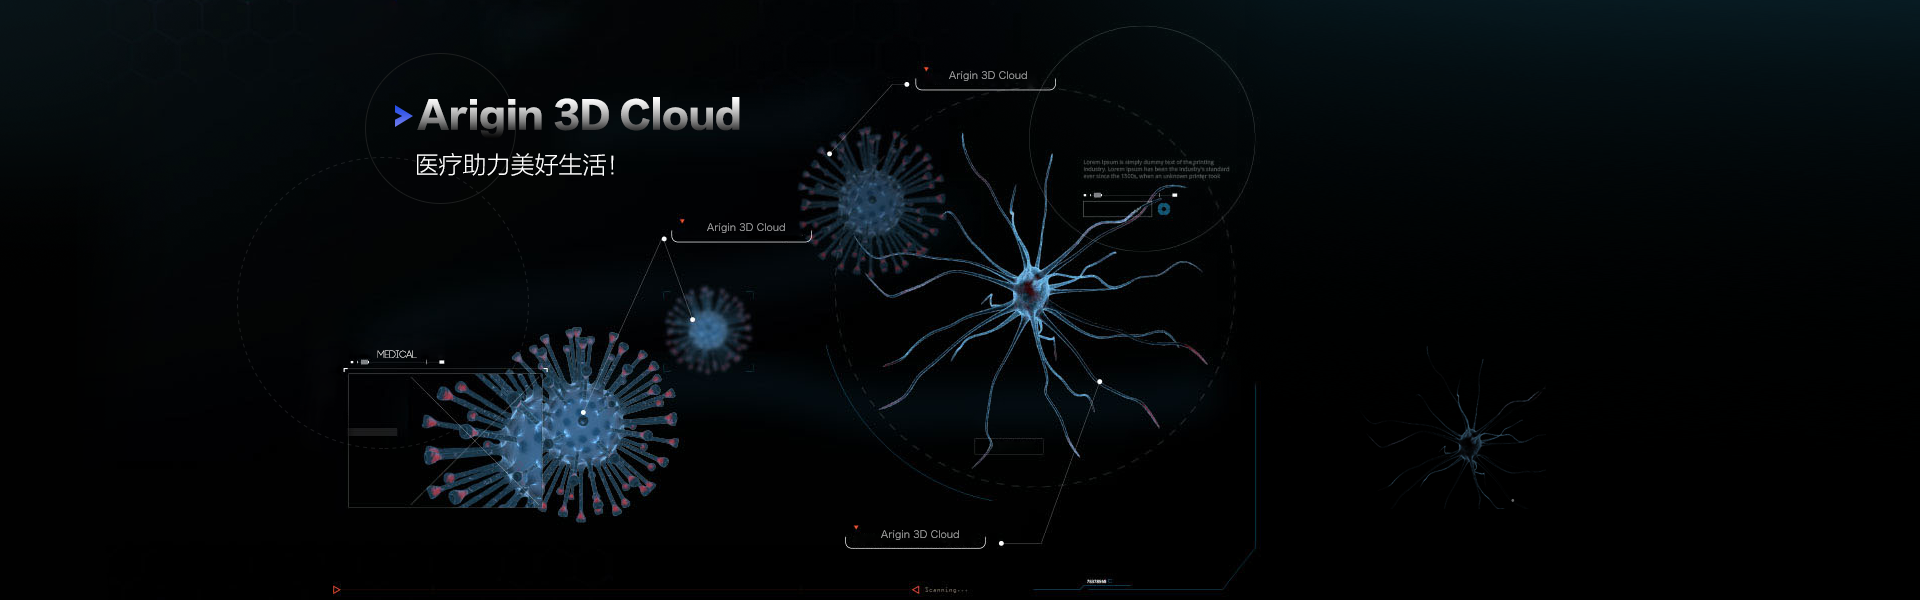 Arigin 3D Cloud
> Arigin 3D Cloud
医疗助力美好生活！
Lorem Ipsum is simply dummy text of the printing
industry. Lorem Ipsum has been the industry's standard
ever since the 1500s, when an unknown printer took
Arigin 3D Cloud
MEDICAL
Arigin 3D Cloud
Scanning...